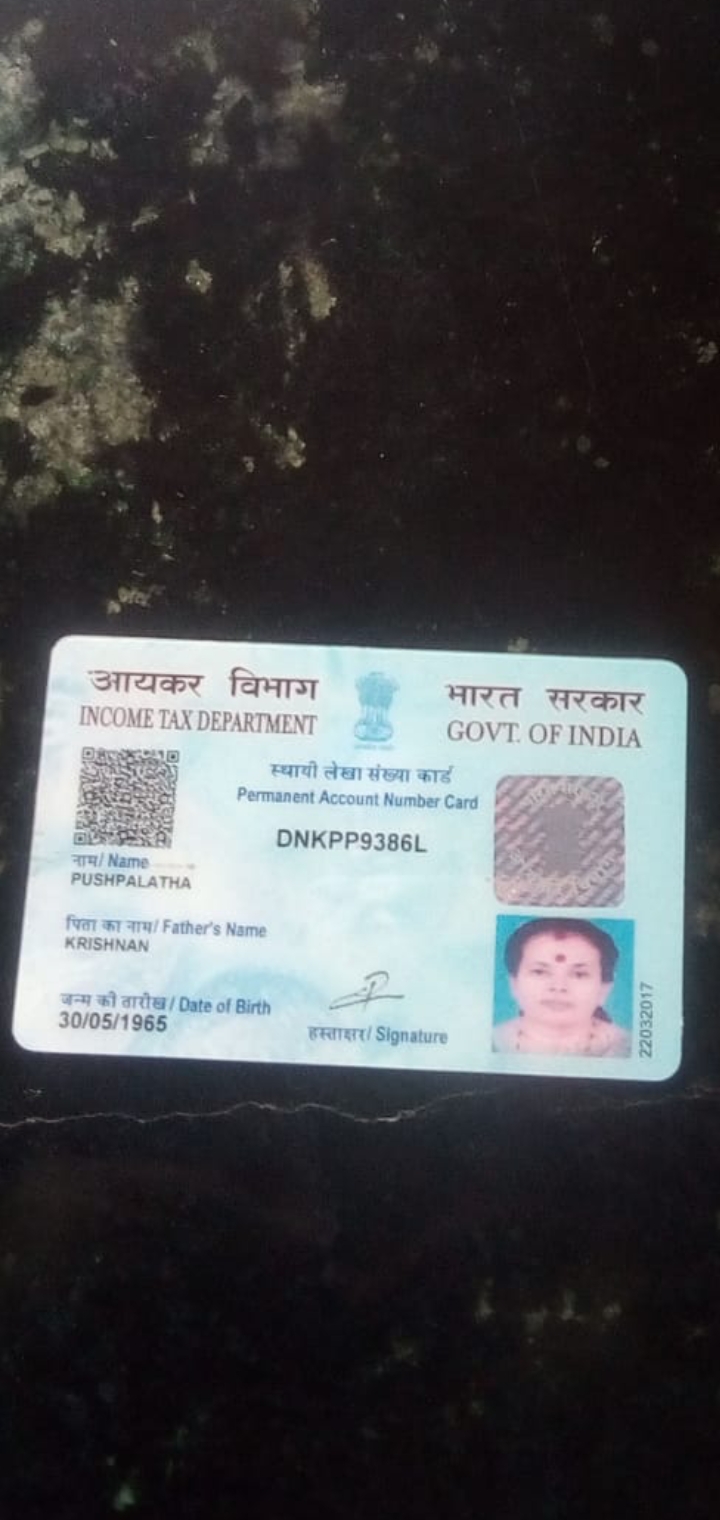 आयकर विभाग
INCOME TAX DEPARTMENT
भारत सरकार
GOVT. OF INDIA
स्थायी लेखा संख्या कार्ड
Permanent Account Number Card
DNKPP9386L
नाम/ Name
PUSHPALATHA
पिता का नाम/ Father's Name
KRISHNAN
जन्म की तारीख/ Date of Birth
30/05/1965
हस्ताक्षर/ Signature
22032017